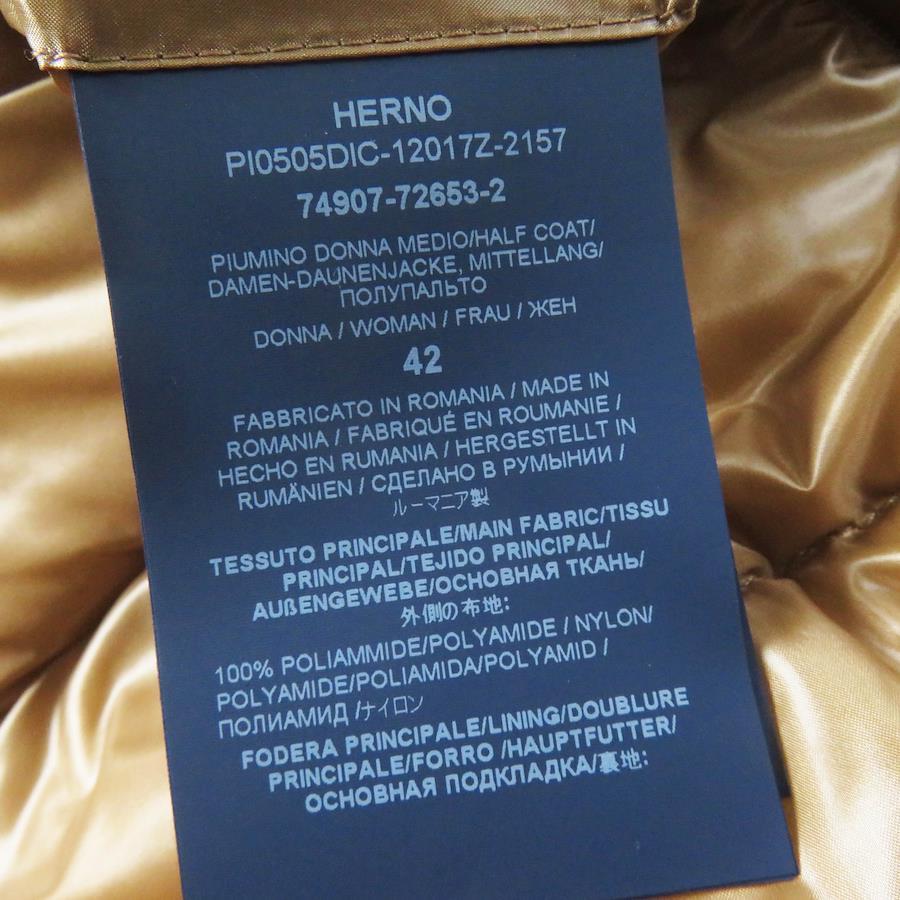 HERNO
PI0505DIC-12017Z-2157
74907-72653-2
PIUMINO DONNA MEDIO/HALF COAT/
DAMEN-DAUNENJACKE, MITTELLANG/
ПОЛУПАЛЬТО
DONNA / WOMAN / FRAU / ЖЕН
42
FABBRICATO IN ROMANIA / MADE IN
ROMANIA / FABRIQUÉ EN ROUMANIE /
HECHO EN RUMANIA / HERGESTELLT IN
RUMÄNIEN / СДЕЛАНО В РУМЫНИИ /
ルーマニア製
TESSUTO PRINCIPALE/MAIN FABRIC/TISSU
PRINCIPAL/TEJIDO PRINCIPAL/
AUßENGEWEBE/ОСНОВНАЯ ТКАНЬ/
外側の布地:
100% POLIAMMIDE/POLYAMIDE / NYLON/
POLYAMIDE/POLIAMIDA/POLYAMID /
ПОЛИАМИД /ナイロン
FODERA PRINCIPALE/LINING/DOUBLURE
PRINCIPALE/FORRO /HAUPTFUTTER/
ОСНОВНАЯ ПОДКЛАДКА/裏地: